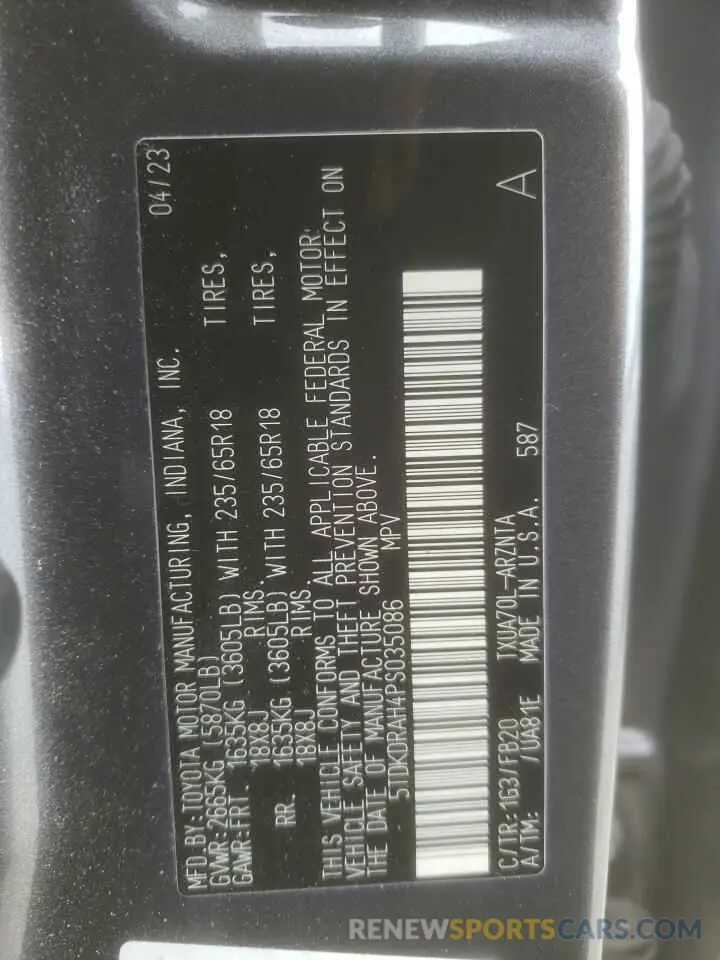 MFD.BY:TOYOTA MOTOR MANUFACTURING, INDIANA, INC. 04/23
GVWR:2665KG (5870LB)
GAWR:FRT. 1635KG (3605LB) WITH 235/65R18 TIRES,
18X8J RIMS.
RR. 1635KG (3605LB) WITH 235/65R18 TIRES,
18X8J RIMS.
THIS VEHICLE CONFORMS TO ALL APPLICABLE FEDERAL MOTOR
VEHICLE SAFETY AND THEFT PREVENTION STANDARDS IN EFFECT ON
THE DATE OF MANUFACTURE SHOWN ABOVE.
5TDKDRAH4PS035086 MPV
C/TR:1G3/FB20 TXUA70L-ARZNTA
A/TM: /UA81E MADE IN U.S.A. 587 A
RENEWSPORTSCARS.COM